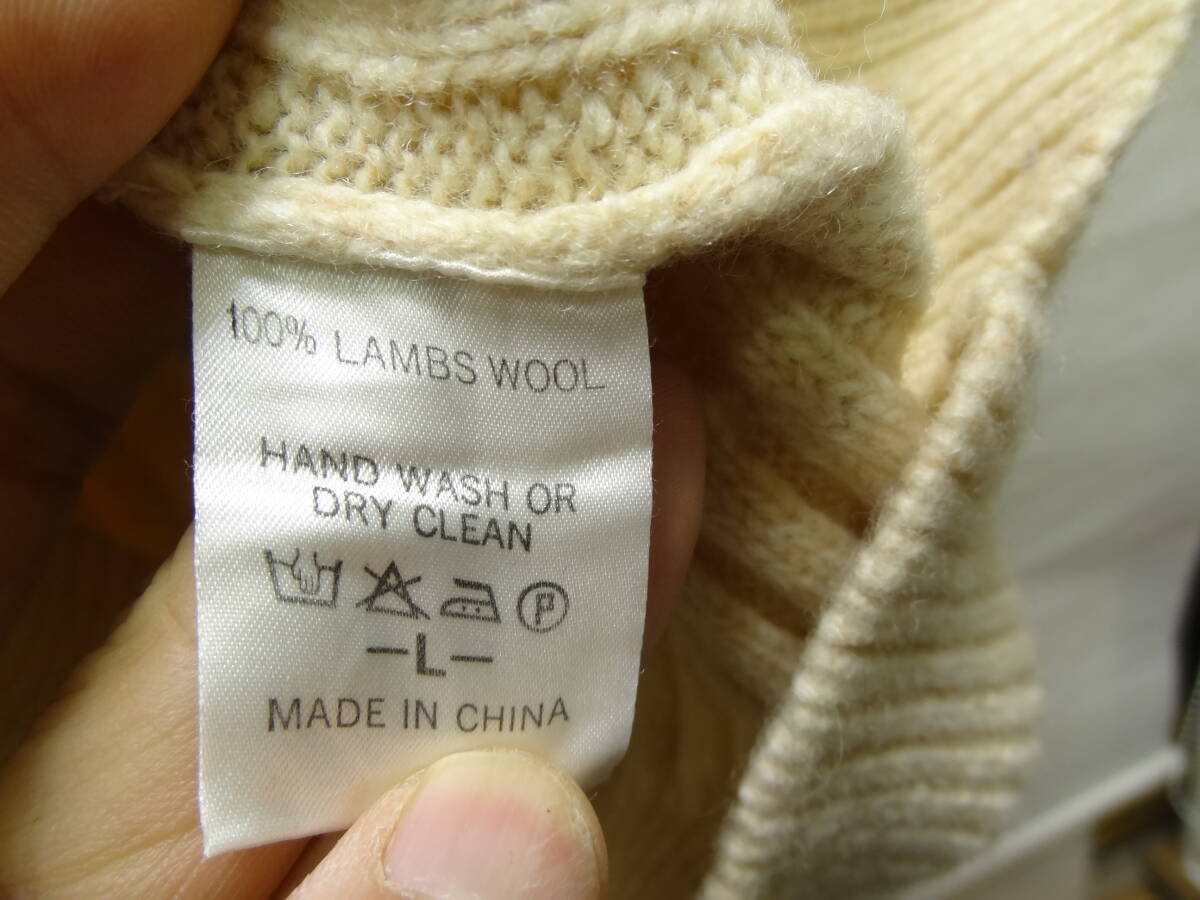 100% LAMBS WOOL
HAND WASH OR
DRY CLEAN
P
-L-
MADE IN CHINA